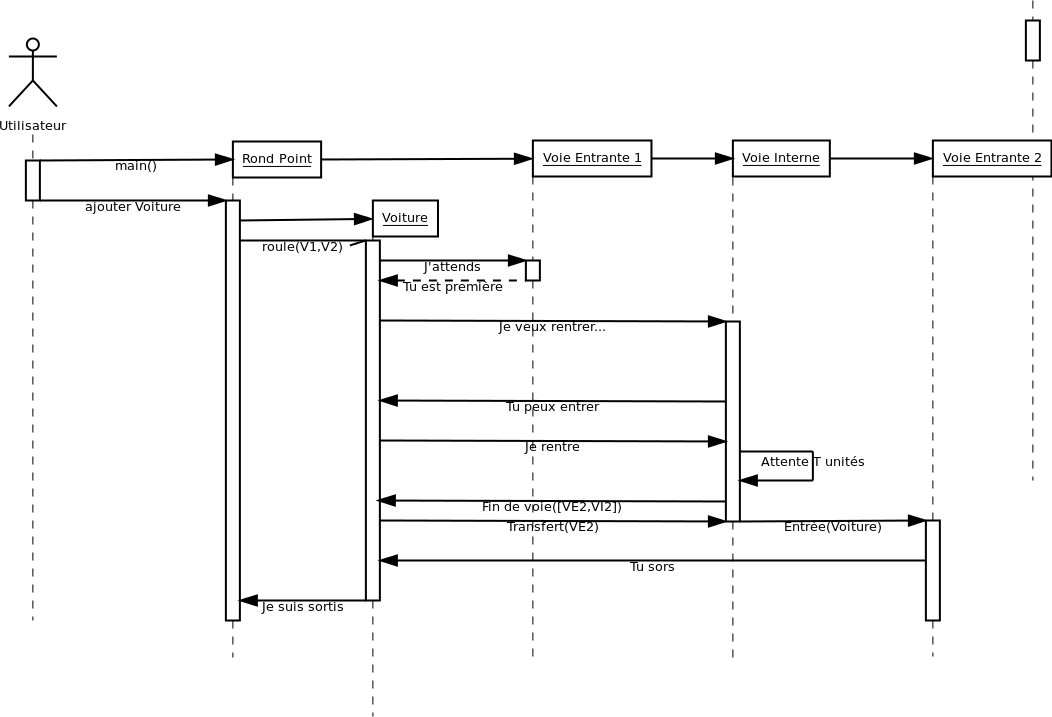 Utilisateur
Rond Point
Voie Entrante 1
Voie Interne
Voie Entrante 2
main()
ajouter Voiture
Voiture
roule(V1,V2)
J'attends
Tu est première
Je veux rentrer...
Tu peux entrer
Je rentre
Attente T unités
Fin de voie([VE2,VI2])
Transfert(VE2)
Entrée(Voiture)
Tu sors
Je suis sortis